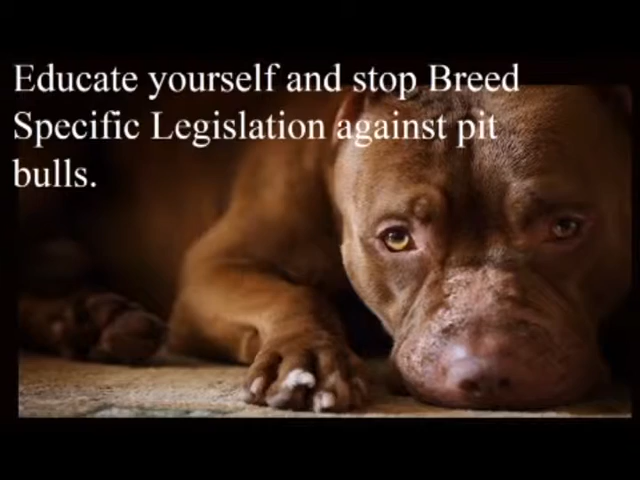 Educate yourself and stop Breed
Specific Legislation against pit
bulls.